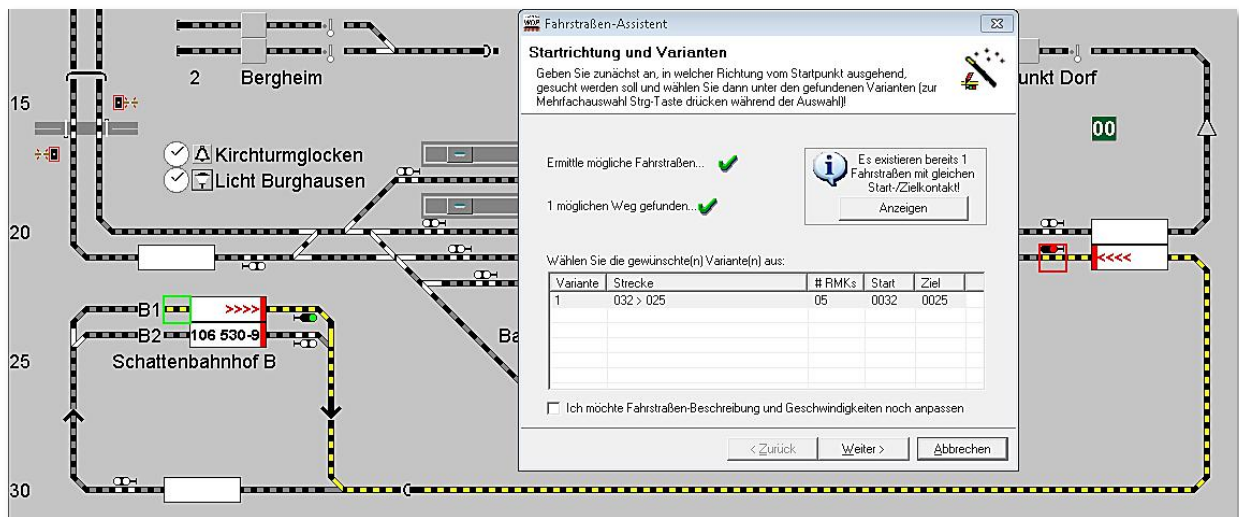 Fahrstraßen-Assistent
Startrichtung und Varianten
Geben Sie zunächst an, in welcher Richtung vom Startpunkt ausgehend,
gesucht werden soll und wählen Sie dann unter den gefundenen Varianten (zur
Mehrfachauswahl Strg-Taste drücken während der Auswahl)!
Ermittle mögliche Fahrstraßen...
1 möglichen Weg gefunden...
Es existieren bereits 1
Fahrstraßen mit gleichen
Start-/Zielkontakt!
Anzeigen
Wählen Sie die gewünschte(n) Variante(n) aus:
Variante Strecke # RMKs Start Ziel
1 032 > 025 05 0032 0025
Ich möchte Fahrstraßen-Beschreibung und Geschwindigkeiten noch anpassen
< Zurück Weiter > Abbrechen
2 Bergheim
unkt Dorf
15
00
Kirchturmglocken
Licht Burghausen
20
<<<<
B1 >>>>
B2 106 530-9
Ba
Schattenbahnhof B
25
30